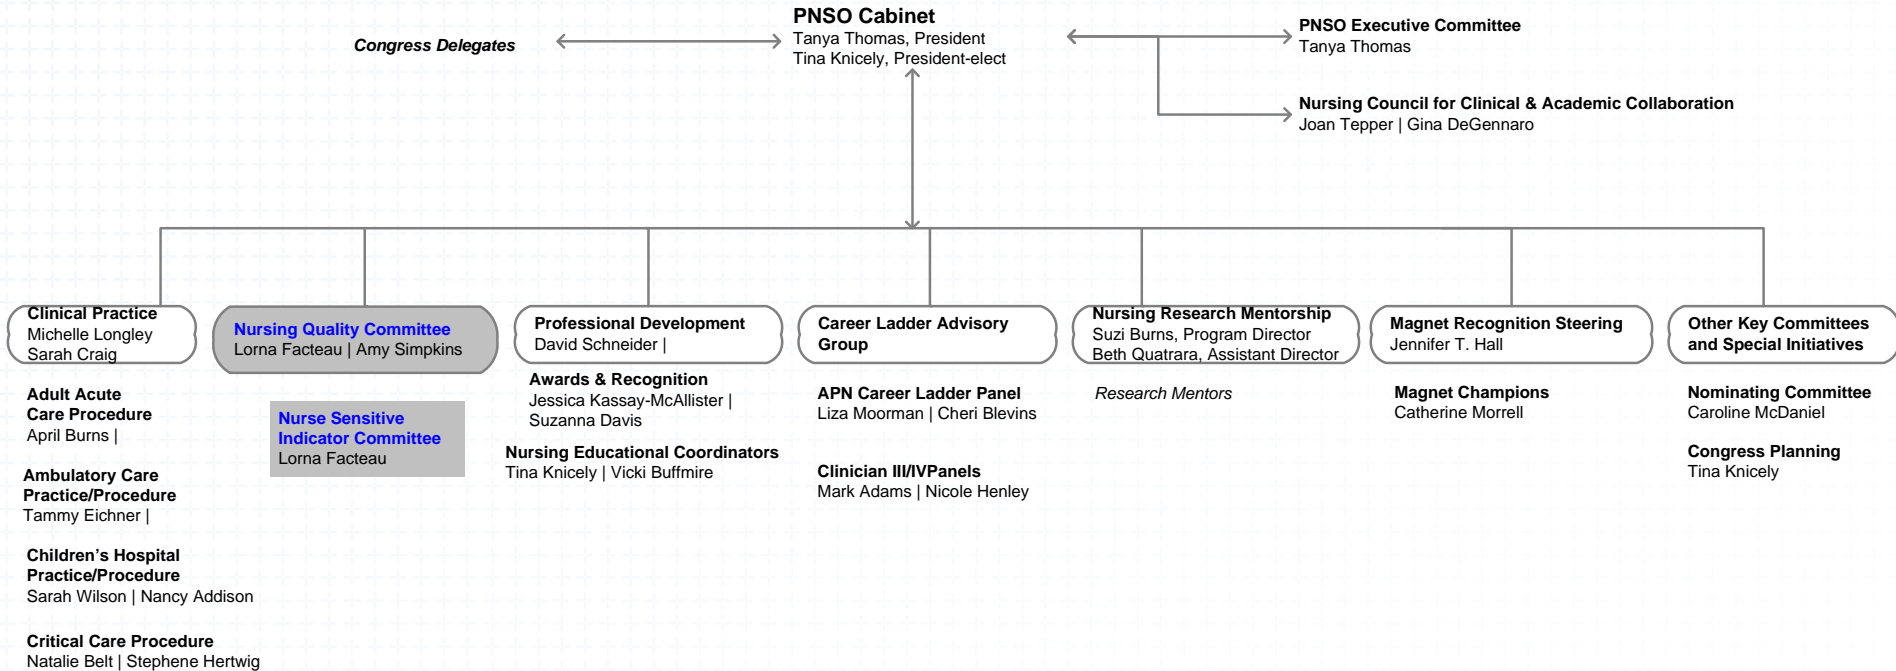 PNSO Cabinet
Tanya Thomas, President
Tina Knicely, President-elect
Congress Delegates
PNSO Executive Committee
Tanya Thomas
Nursing Council for Clinical & Academic Collaboration
Joan Tepper | Gina DeGennaro
Clinical Practice
Michelle Longley
Sarah Craig
Adult Acute
Care Procedure
April Burns |
Ambulatory Care
Practice/Procedure
Tammy Eichner |
Children’s Hospital
Practice/Procedure
Sarah Wilson | Nancy Addison
Critical Care Procedure
Natalie Belt | Stephene Hertwig
Nursing Quality Committee
Lorna Facteau | Amy Simpkins
Nurse Sensitive
Indicator Committee
Lorna Facteau
Professional Development
David Schneider |
Awards & Recognition
Jessica Kassay-McAllister |
Suzanna Davis
Nursing Educational Coordinators
Tina Knicely | Vicki Buffmire
Career Ladder Advisory
Group
APN Career Ladder Panel
Liza Moorman | Cheri Blevins
Clinician III/IVPanels
Mark Adams | Nicole Henley
Nursing Research Mentorship
Suzi Burns, Program Director
Beth Quatrara, Assistant Director
Research Mentors
Magnet Recognition Steering
Jennifer T. Hall
Magnet Champions
Catherine Morrell
Other Key Committees
and Special Initiatives
Nominating Committee
Caroline McDaniel
Congress Planning
Tina Knicely